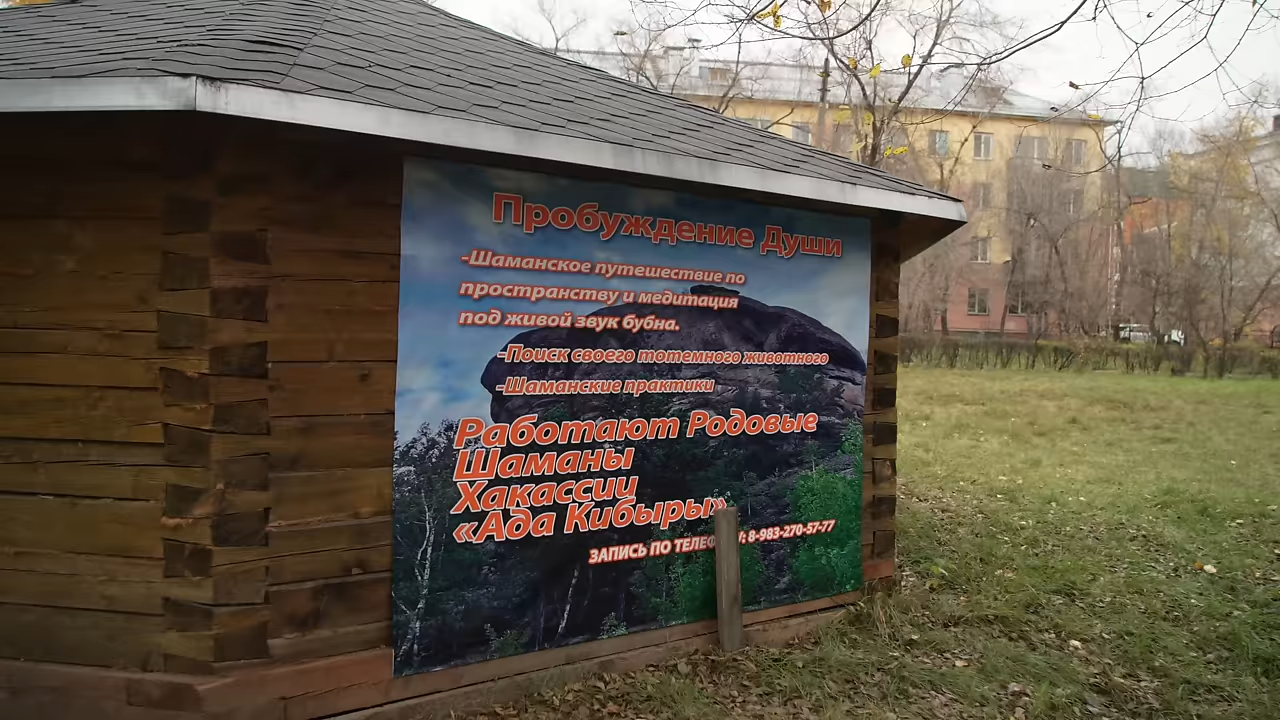 Пробуждение Души
-Шаманское путешествие по
пространству и медитация
под живой звук бубна.
-Поиск своего тотемного животного
-Шаманские практики
Работают Родовые
Шаманы
Хакассии
«Ада Кибыры»
ЗАПИСЬ ПО 8-983-270-57-77